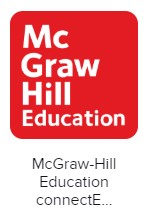 Mc
Graw
Hill
Education
McGraw-Hill
Education
connectE...